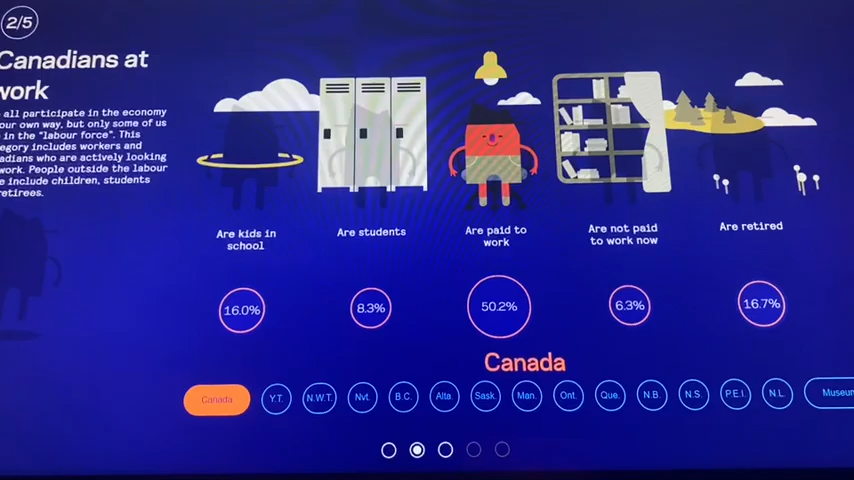 2/5
Canadians at
work
all participate in the economy
our own way, but only some of us
in the "labour force". This
category includes workers and
adians who are actively looking
work. People outside the labour
include children, students
retirees.
Are kids in
school
Are students
Are paid to
work
Are not paid
to work now
Are retired
16.0%
8.3%
50.2%
6.3%
16.7%
Canada
Canada Y.T. N.W.T. Nvt. B.C. Alta. Sask. Man. Ont. Que. N.B. N.S. P.E.I. N.L. Museum